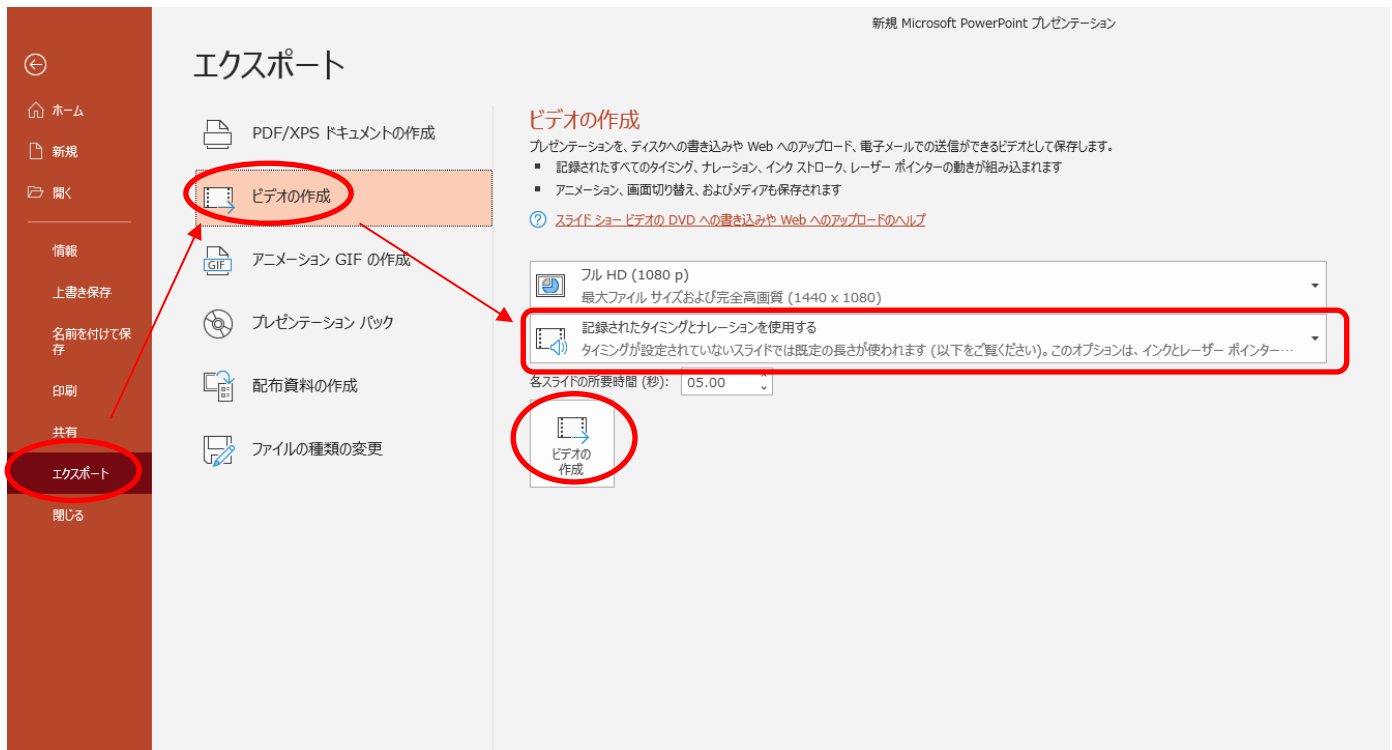 新規 Microsoft PowerPoint プレゼンテーション
エクスポート
ホーム
新規
開く
情報
上書き保存
名前を付けて保
存
印刷
共有
エクスポート
閉じる
PDF/XPS ドキュメントの作成
ビデオの作成
GIF
アニメーション GIF の作成
プレゼンテーション パック
配布資料の作成
ファイルの種類の変更
ビデオの作成
プレゼンテーションを、ディスクへの書き込みや Web へのアップロード、電子メールでの送信ができるビデオとして保存します。
■ 記録されたすべてのタイミング、ナレーション、インク ストローク、レーザー ポインターの動きが組み込まれます
■ アニメーション、画面切り替え、およびメディアも保存されます
? スライド ショー ビデオの DVD への書き込みや Web へのアップロードのヘルプ
フル HD (1080 p)
最大ファイル サイズおよび完全高画質 (1440 x 1080)
記録されたタイミングとナレーションを使用する
タイミングが設定されていないスライドでは既定の長さが使われます (以下をご覧ください)。このオプションは、インクとレーザー ポインター…
各スライドの所要時間 (秒): 05.00
ビデオの
作成